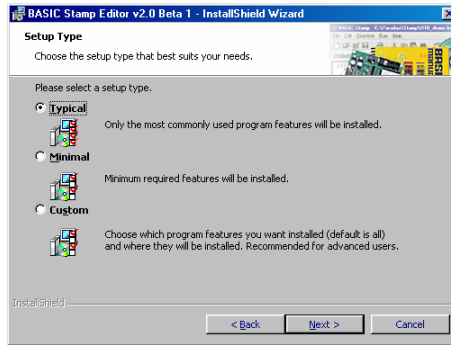 BASIC Stamp Editor v2.0 Beta 1 - InstallShield Wizard
Setup Type
Choose the setup type that best suits your needs.
Please select a setup type.
Typical
Only the most commonly used program features will be installed.
Minimal
Minimum required features will be installed.
Custom
Choose which program features you want installed (default is all)
and where they will be installed. Recommended for advanced users.
InstallShield
< Back
Next >
Cancel